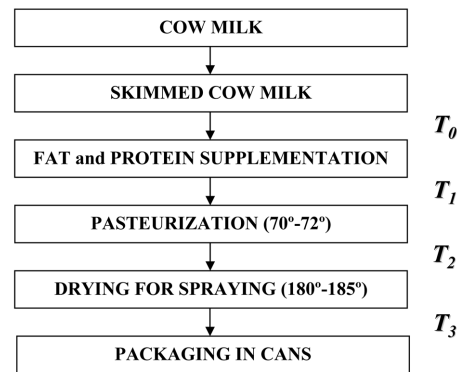 COW MILK
SKIMMED COW MILK
T0
FAT and PROTEIN SUPPLEMENTATION
T1
PASTEURIZATION (70º-72º)
T2
DRYING FOR SPRAYING (180º-185º)
T3
PACKAGING IN CANS